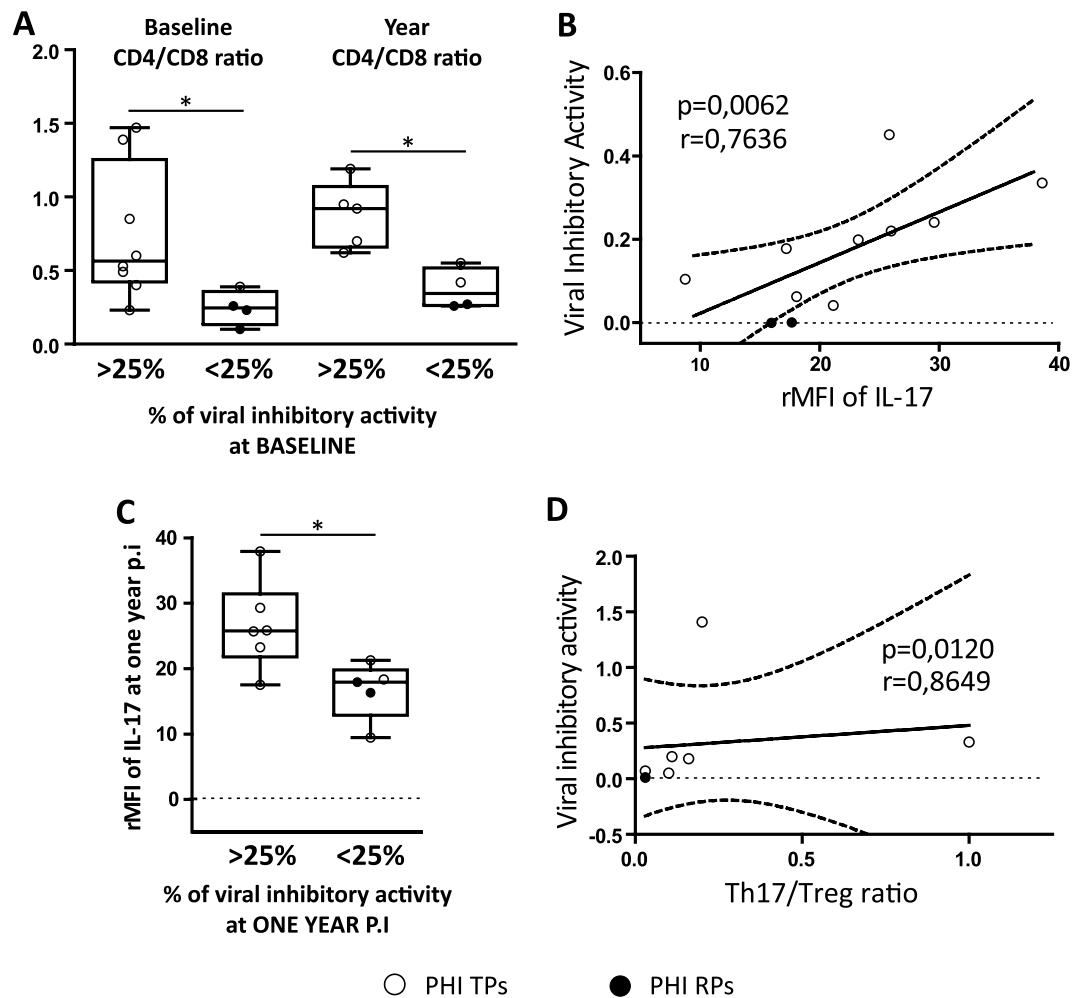 A
Baseline
CD4/CD8 ratio
Year
CD4/CD8 ratio
2.0
1.5
1.0
0.5
0.0
*
*
>25%
<25%
>25%
<25%
% of viral inhibitory activity
at BASELINE
B
Viral Inhibitory Activity
0.6
0.4
0.2
0.0
p=0,0062
r=0,7636
10
20
30
40
rMFI of IL-17
C
rMFI of IL-17 at one year p.i
40
30
20
10
0
*
>25%
<25%
% of viral inhibitory activity
at ONE YEAR P.I
D
Viral inhibitory activity
2.0
1.5
1.0
0.5
0.0
-0.5
p=0,0120
r=0,8649
0.0
0.5
1.0
Th17/Treg ratio
PHI TPs
PHI RPs